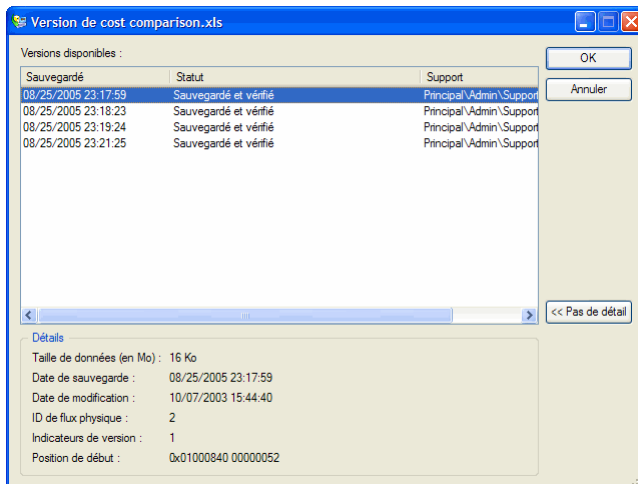 Version de cost comparison.xls
Versions disponibles :
OK
Annuler
Sauvegardé Statut Support
08/25/2005 23:17:59 Sauvegardé et vérifié Principal\Admin\Support
08/25/2005 23:18:23 Sauvegardé et vérifié Principal\Admin\Support
08/25/2005 23:19:24 Sauvegardé et vérifié Principal\Admin\Support
08/25/2005 23:21:25 Sauvegardé et vérifié Principal\Admin\Support
<< Pas de détail
Détails
Taille de données (en Mo) : 16 Ko
Date de sauvegarde : 08/25/2005 23:17:59
Date de modification : 10/07/2003 15:44:40
ID de flux physique : 2
Indicateurs de version : 1
Position de début : 0x01000840 00000052